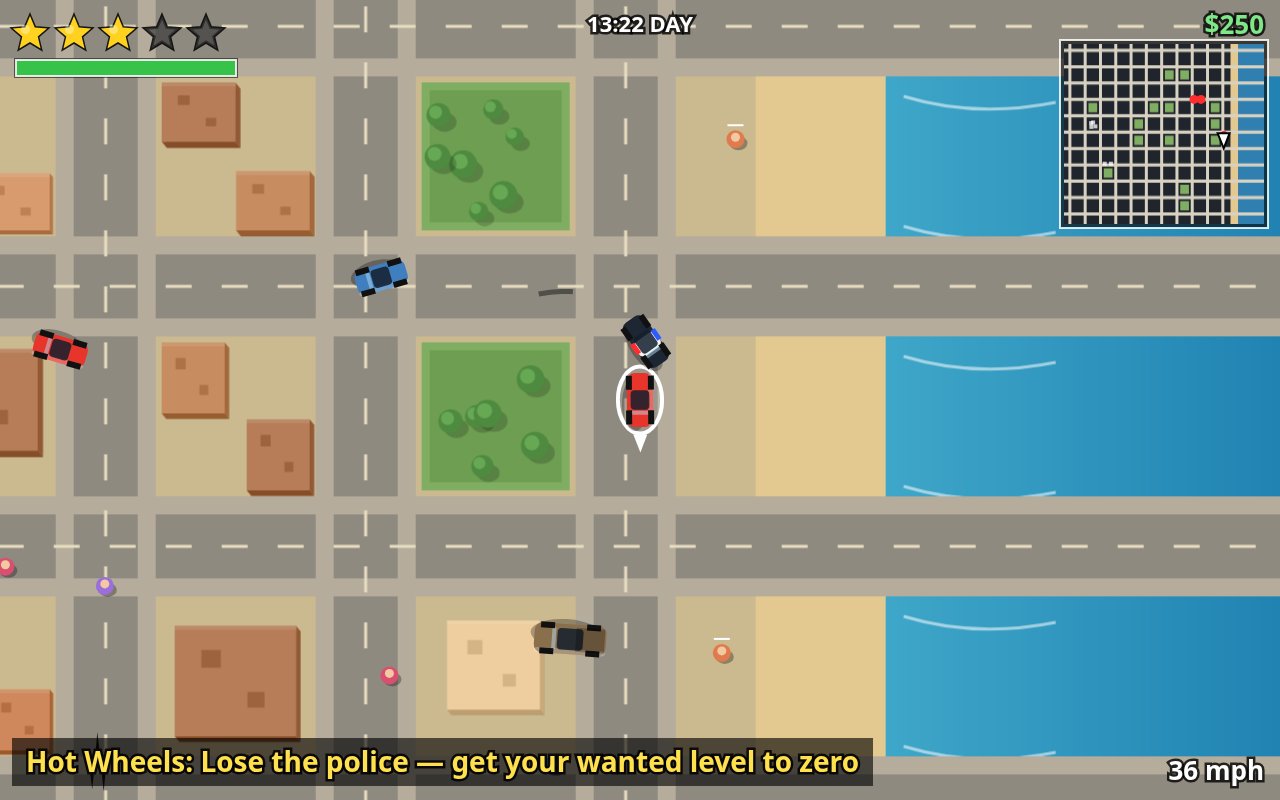 13:22 DAY
$250
Hot Wheels: Lose the police — get your wanted level to zero
36 mph